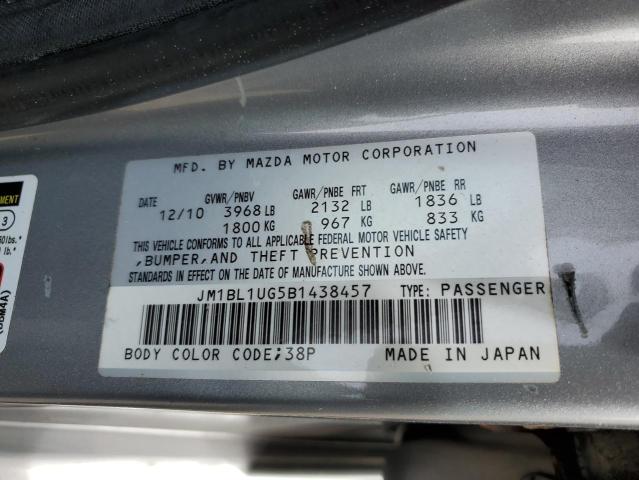 MFD. BY MAZDA MOTOR CORPORATION
DATE GVWR/PNBV GAWR/PNBE FRT GAWR/PNBE RR
12/10 3968 LB 2132 LB 1836 LB
1800 KG 967 KG 833 KG
THIS VEHICLE CONFORMS TO ALL APPLICABLE FEDERAL MOTOR VEHICLE SAFETY
,BUMPER,AND THEFT PREVENTION
STANDARDS IN EFFECT ON THE DATE OF MANUFACTURE SHOWN ABOVE.
JM1BL1UG5B1438457 TYPE: PASSENGER
BODY COLOR CODE;38P MADE IN JAPAN
3
lb.*